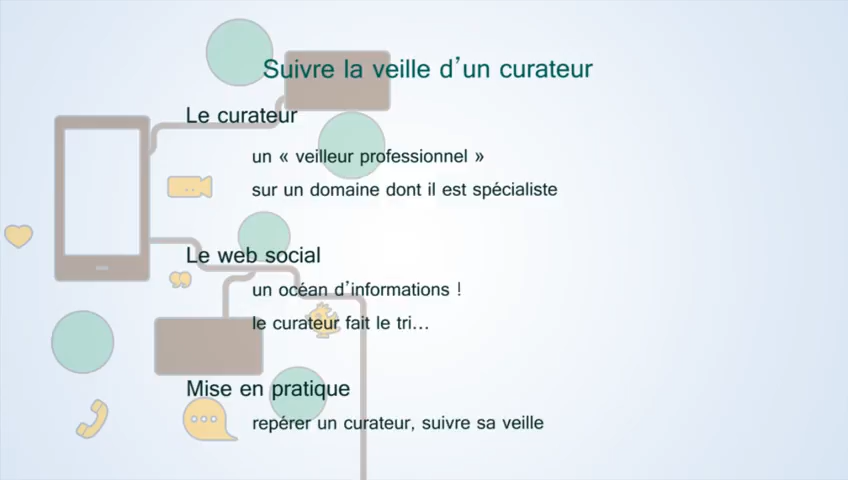 Suivre la veille d’un curateur
Le curateur
un « veilleur professionnel »
sur un domaine dont il est spécialiste
Le web social
un océan d’informations !
le curateur fait le tri…
Mise en pratique
repérer un curateur, suivre sa veille